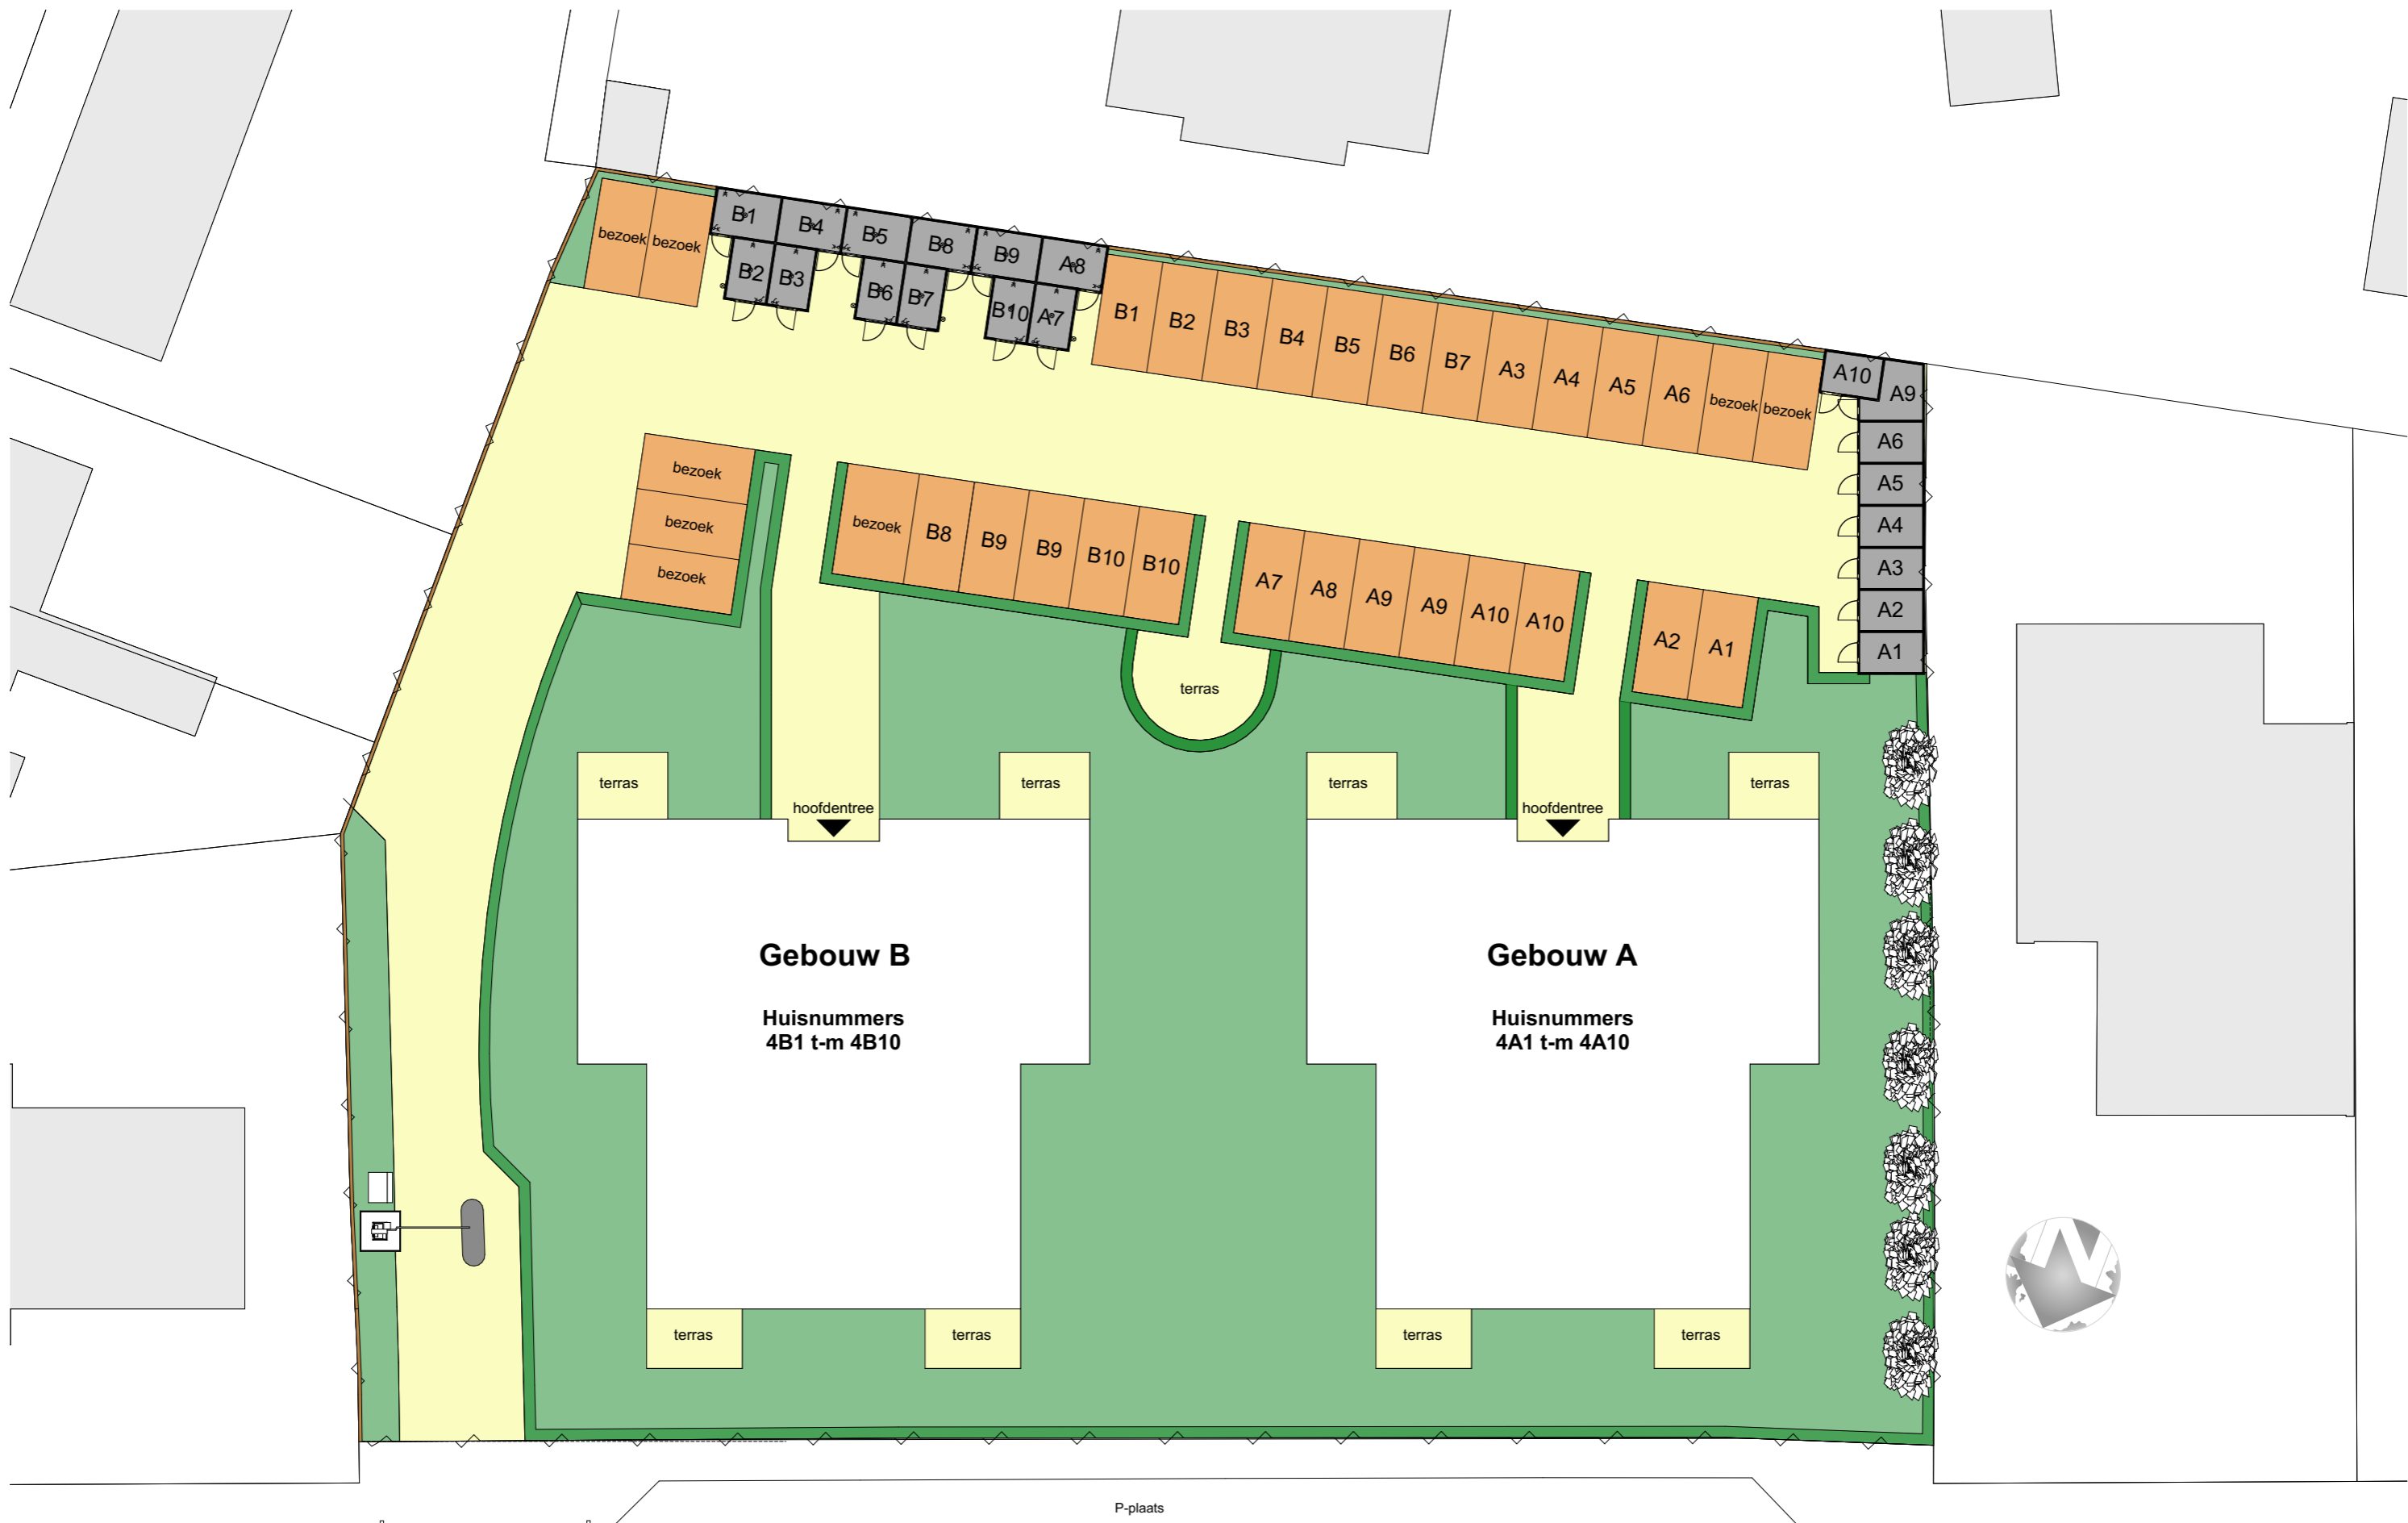 bezoek
bezoek
B1
B4
B5
B8
B9
A8
B2
B3
B6
B7
B10
A7
B1
B2
B3
B4
B5
B6
B7
A3
A4
A5
A6
bezoek
bezoek
A10
A9
A6
A5
A4
A3
A2
A1
bezoek
bezoek
bezoek
bezoek
B8
B9
B9
B10
B10
A7
A8
A9
A9
A10
A10
A2
A1
terras
terras
hoofdentree
terras
terras
hoofdentree
terras
Gebouw B
Huisnummers
4B1 t-m 4B10
Gebouw A
Huisnummers
4A1 t-m 4A10
terras
terras
terras
terras
P-plaats